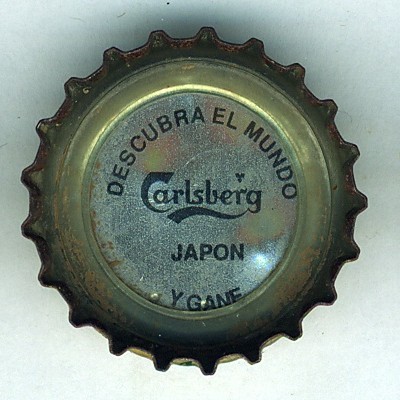 DESCUBRA EL MUNDO
Carlsberg
JAPON
Y GANE